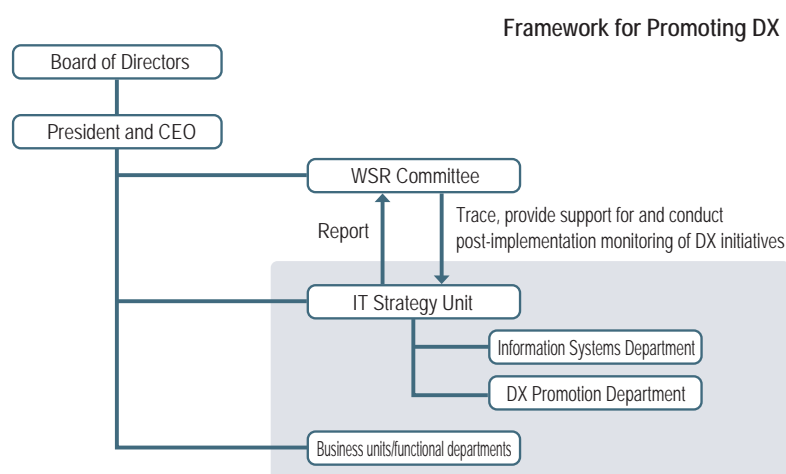 Framework for Promoting DX
Board of Directors
President and CEO
WSR Committee
Report
Trace, provide support for and conduct
post-implementation monitoring of DX initiatives
IT Strategy Unit
Information Systems Department
DX Promotion Department
Business units/functional departments